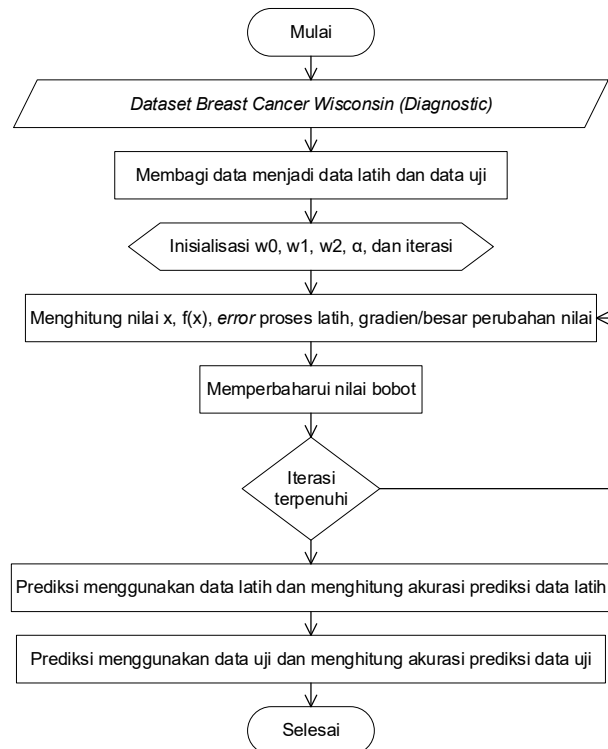 Mulai
Dataset Breast Cancer Wisconsin (Diagnostic)
Membagi data menjadi data latih dan data uji
Inisialisasi w0, w1, w2, α, dan iterasi
Menghitung nilai x, f(x), error proses latih, gradien/besar perubahan nilai
Memperbaharui nilai bobot
Iterasi
terpenuhi
Prediksi menggunakan data latih dan menghitung akurasi prediksi data latih
Prediksi menggunakan data uji dan menghitung akurasi prediksi data uji
Selesai